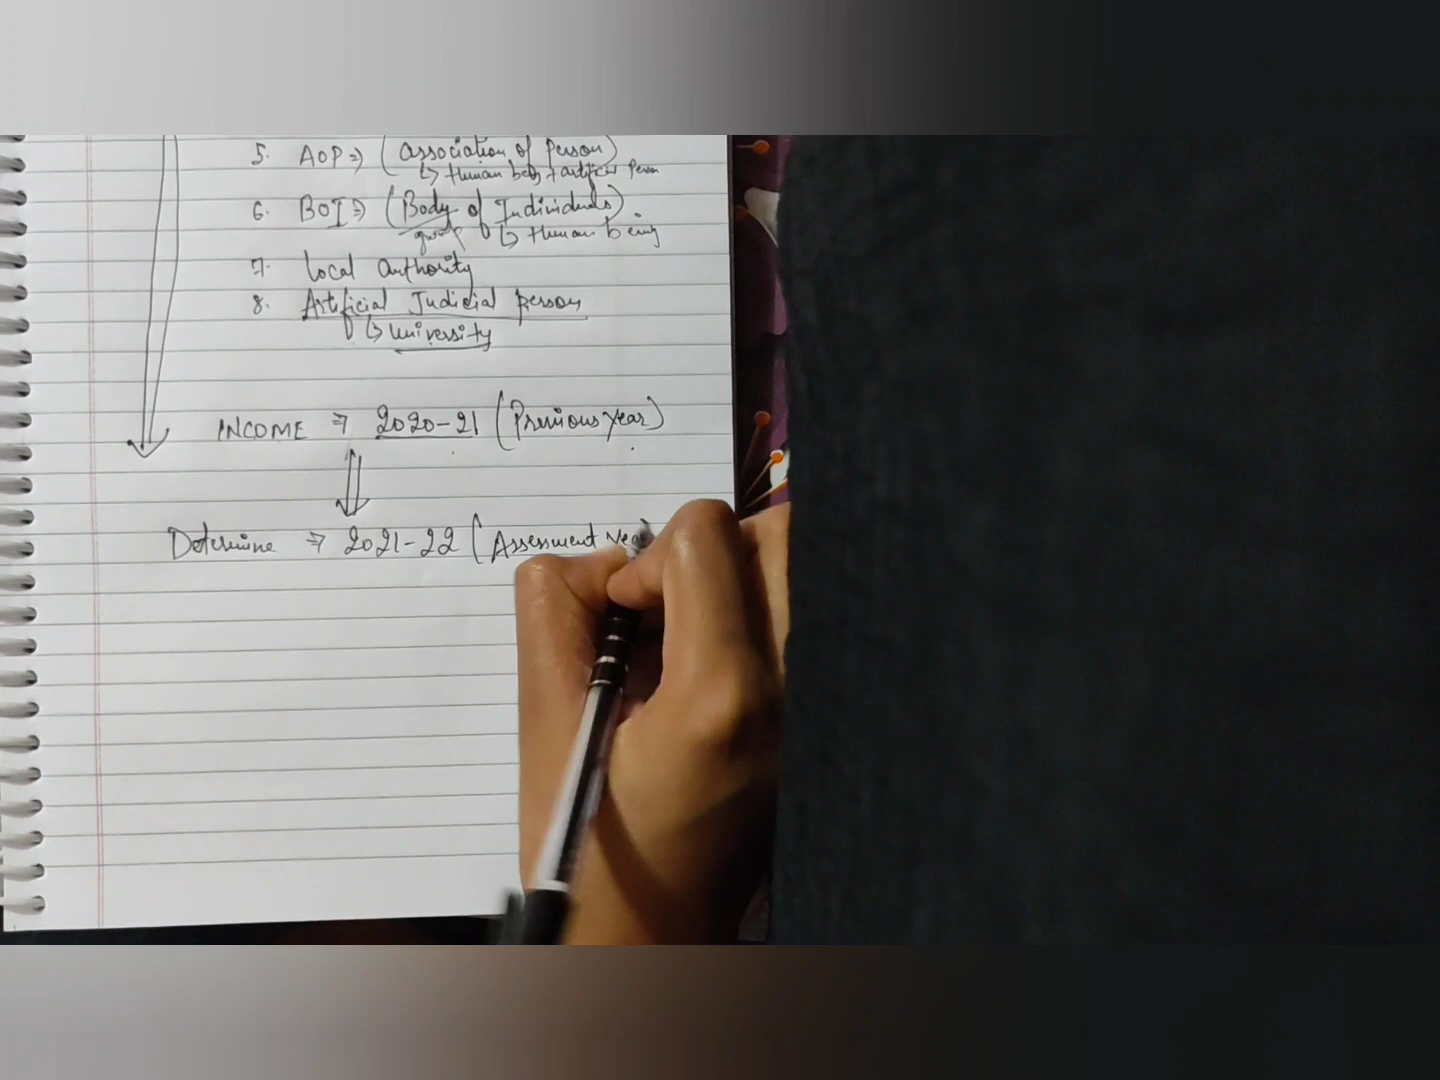 5. AOP ⇒ (Association of Person)
↳ Human being + artificial Person
6. BOI ⇒ (Body of Individuals)
group ↳ Human being
7. Local authority
8. Artificial Judicial person
↳ University
INCOME ⇒ 2020-21 (Previous year)
Determine ⇒ 2021-22 (Assessment year)